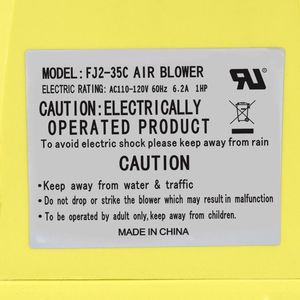 MODEL: FJ2-35C AIR BLOWER
ELECTRIC RATING: AC110-120V 60Hz 6.2A 1HP
RU
CAUTION: ELECTRICALLY
OPERATED PRODUCT
To avoid electric shock please keep away from rain
CAUTION:
•Keep away from water & traffic
•Do not drop or strike the blower which may result in malfunction
•To be operated by adult only, keep away from children.
MADE IN CHINA